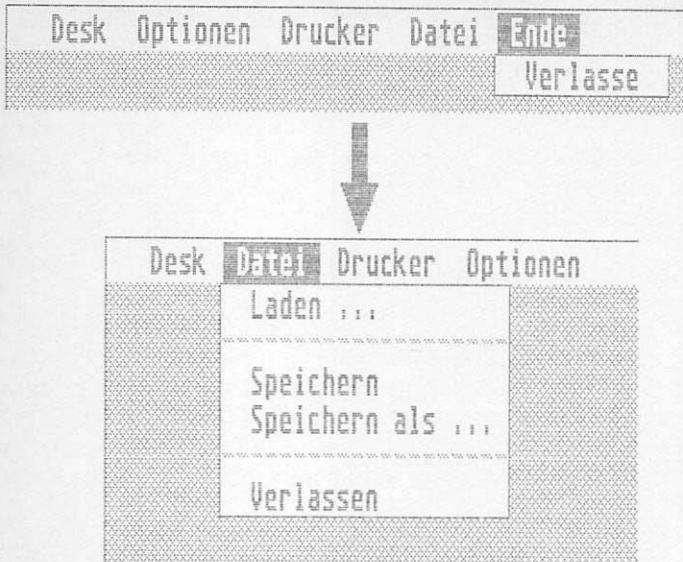 Desk Optionen Drucker Datei Ende
Verlasse
Desk Datei Drucker Optionen
Laden ...
Speichern
Speichern als ...
Verlassen